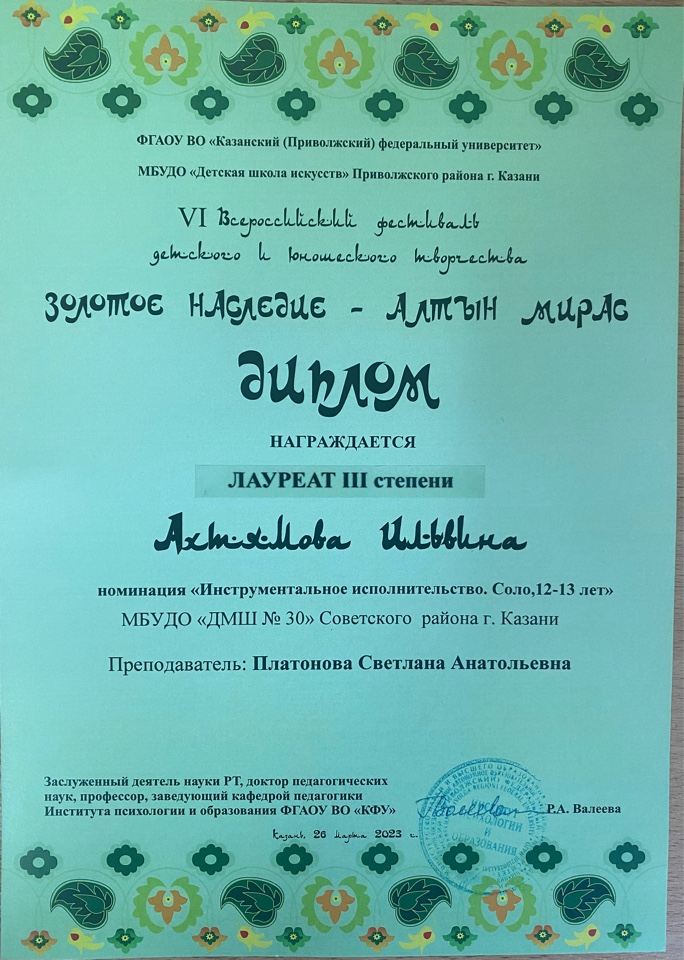 ФГАОУ ВО «Казанский (Приволжский) федеральный университет»
МБУДО «Детская школа искусств» Приволжского района г. Казани
VI Всероссийский фестиваль
детского и юношеского творчества
ЗОЛОТОЕ НАСЛЕДИЕ - АЛТЫН МИРАС
ДИПЛОМ
НАГРАЖДАЕТСЯ
ЛАУРЕАТ III степени
Ахтямова Ильвина
номинация «Инструментальное исполнительство. Соло,12-13 лет»
МБУДО «ДМШ № 30» Советского района г. Казани
Преподаватель: Платонова Светлана Анатольевна
Заслуженный деятель науки РТ, доктор педагогических
наук, профессор, заведующий кафедрой педагогики
Института психологии и образования ФГАОУ ВО «КФУ»
Р.А. Валеева
ПСИХОЛОГИИ
И
ОБРАЗОВАНИЯ
Казань, 26 марта 2023 г.